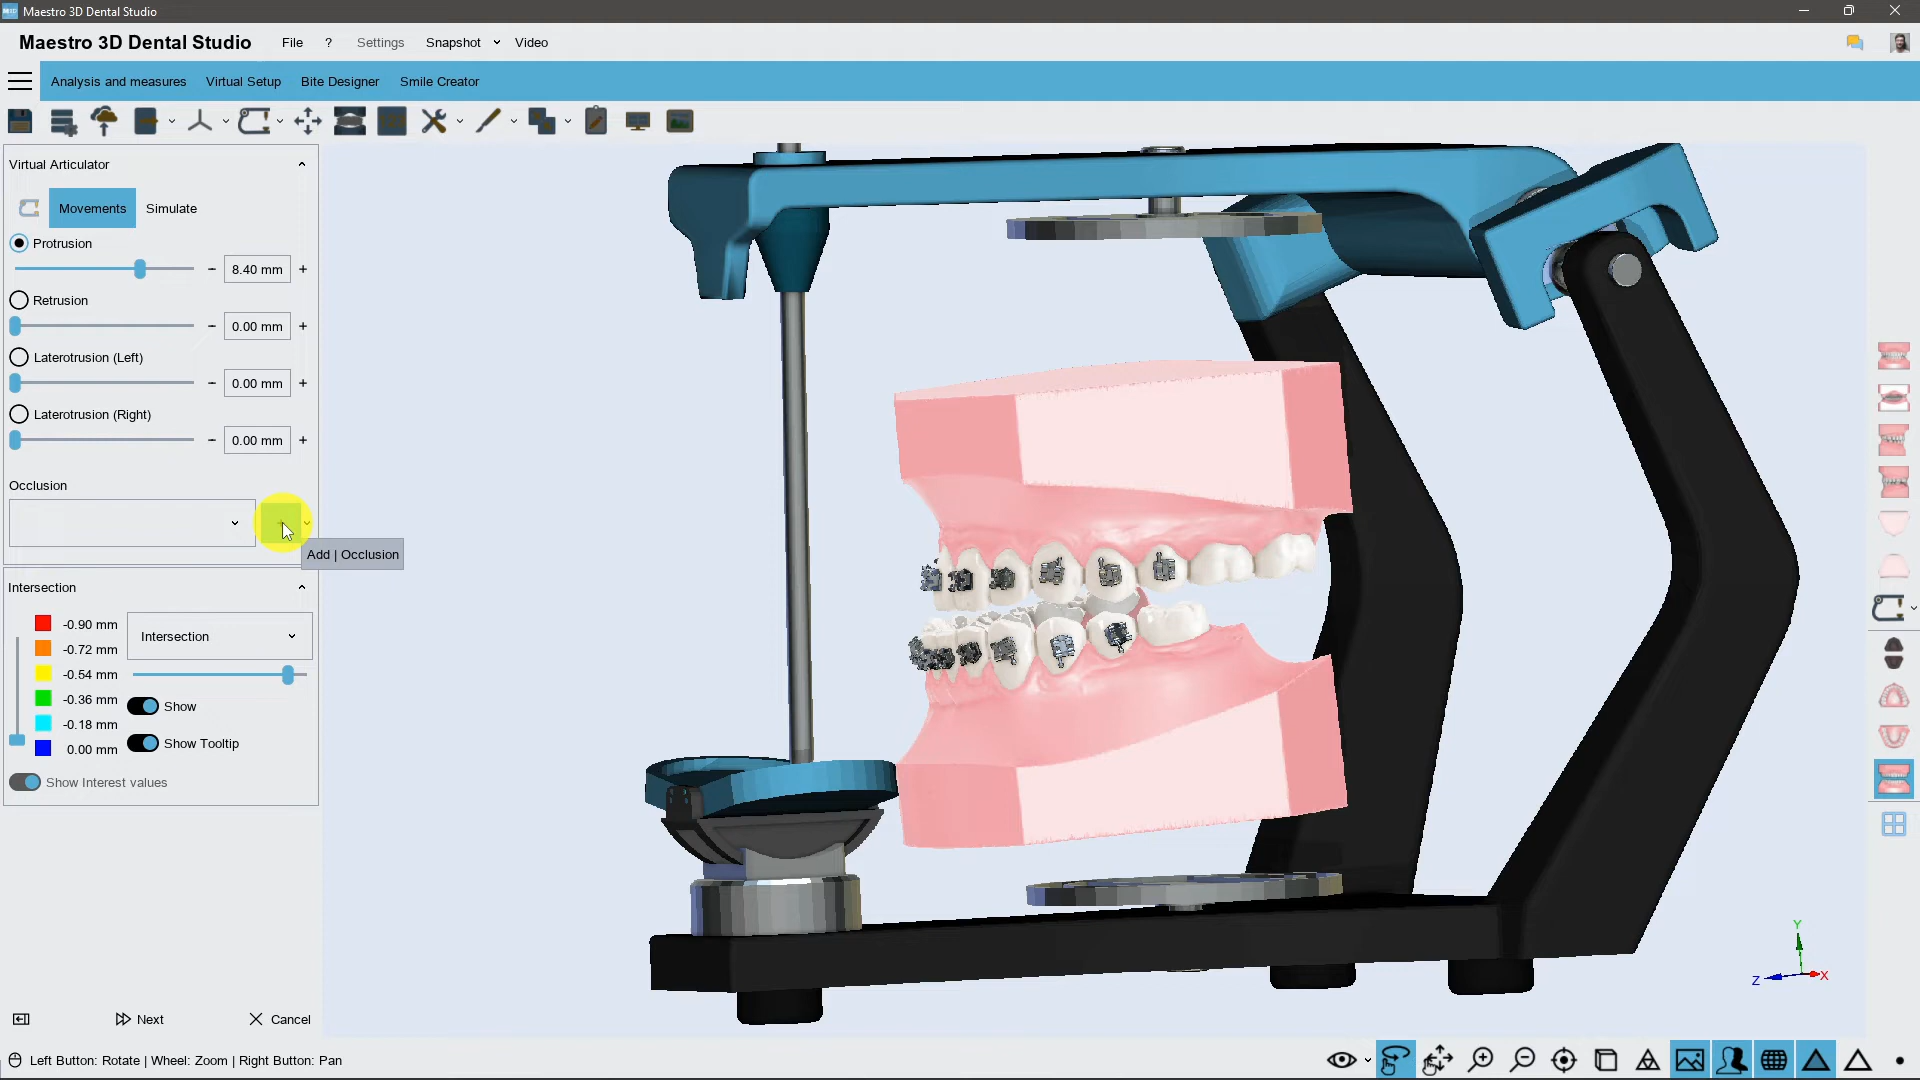 Maestro 3D Dental Studio
Maestro 3D Dental Studio File ? Settings Snapshot Video
Analysis and measures Virtual Setup Bite Designer Smile Creator
Virtual Articulator
Movements Simulate
Protrusion
- 8.40 mm +
Retrusion
- 0.00 mm +
Laterotrusion (Left)
- 0.00 mm +
Laterotrusion (Right)
- 0.00 mm +
Occlusion
Add | Occlusion
Intersection
-0.90 mm
Intersection
-0.72 mm
-0.54 mm
-0.36 mm
Show
-0.18 mm
Show Tooltip
0.00 mm
Show Interest values
Y
Z X
Next Cancel
Left Button: Rotate | Wheel: Zoom | Right Button: Pan